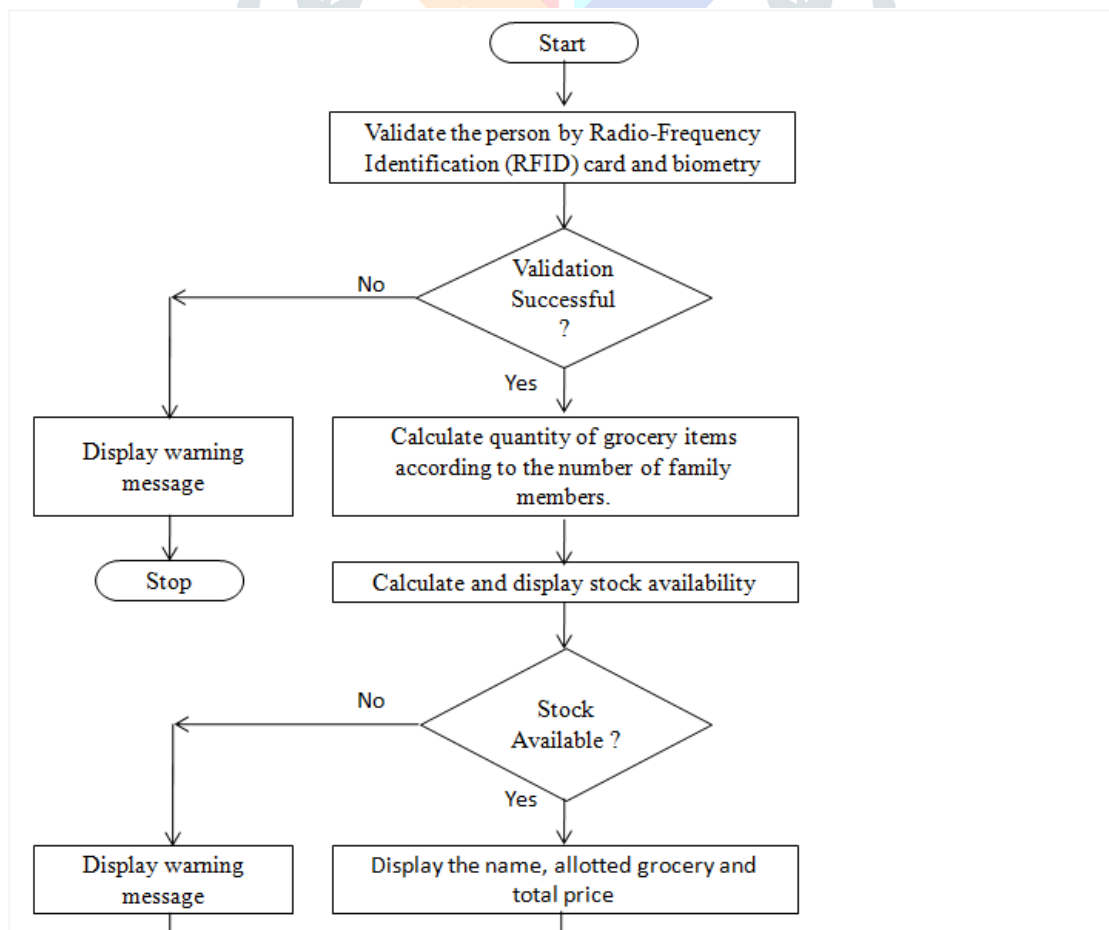 Start
Validate the person by Radio-Frequency
Identification (RFID) card and biometry
Validation
Successful
?
No
Yes
Display warning
message
Calculate quantity of grocery items
according to the number of family
members.
Stop
Calculate and display stock availability
No
Stock
Available ?
Yes
Display warning
message
Display the name, allotted grocery and
total price